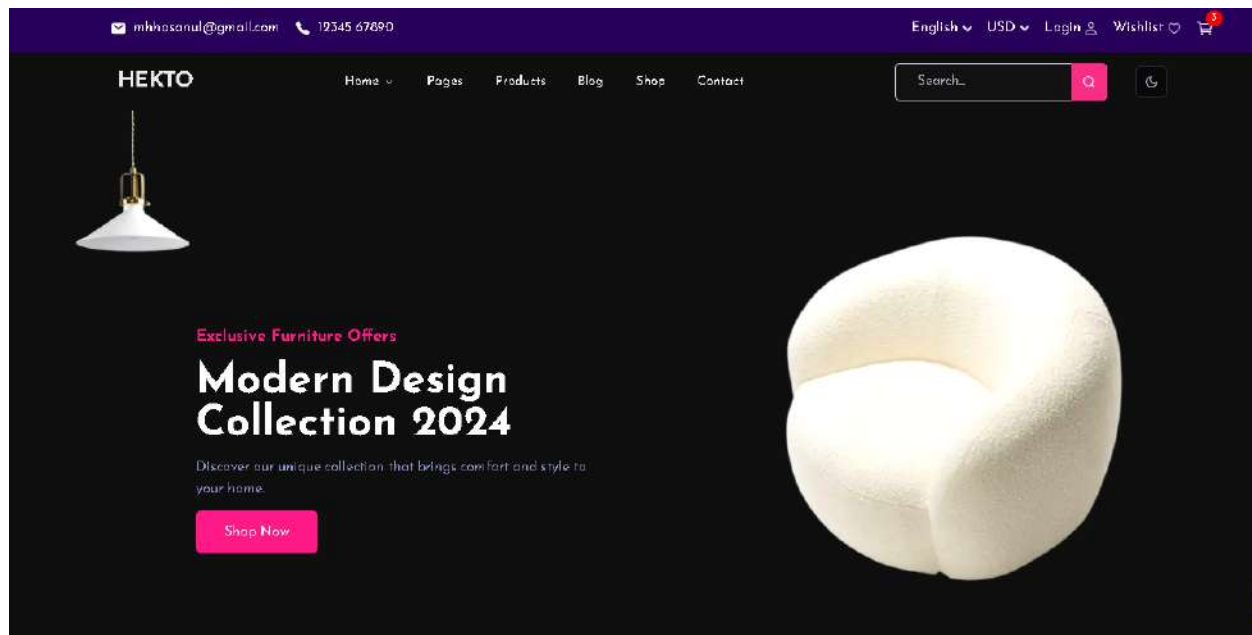 mhhasanul@gmail.com 12345 67890 English USD Login Wishlist 3
HEKTO Home Pages Products Blog Shop Contact Search...
Exclusive Furniture Offers
Modern Design
Collection 2024
Discover our unique collection that brings comfort and style to
your home.
Shop Now